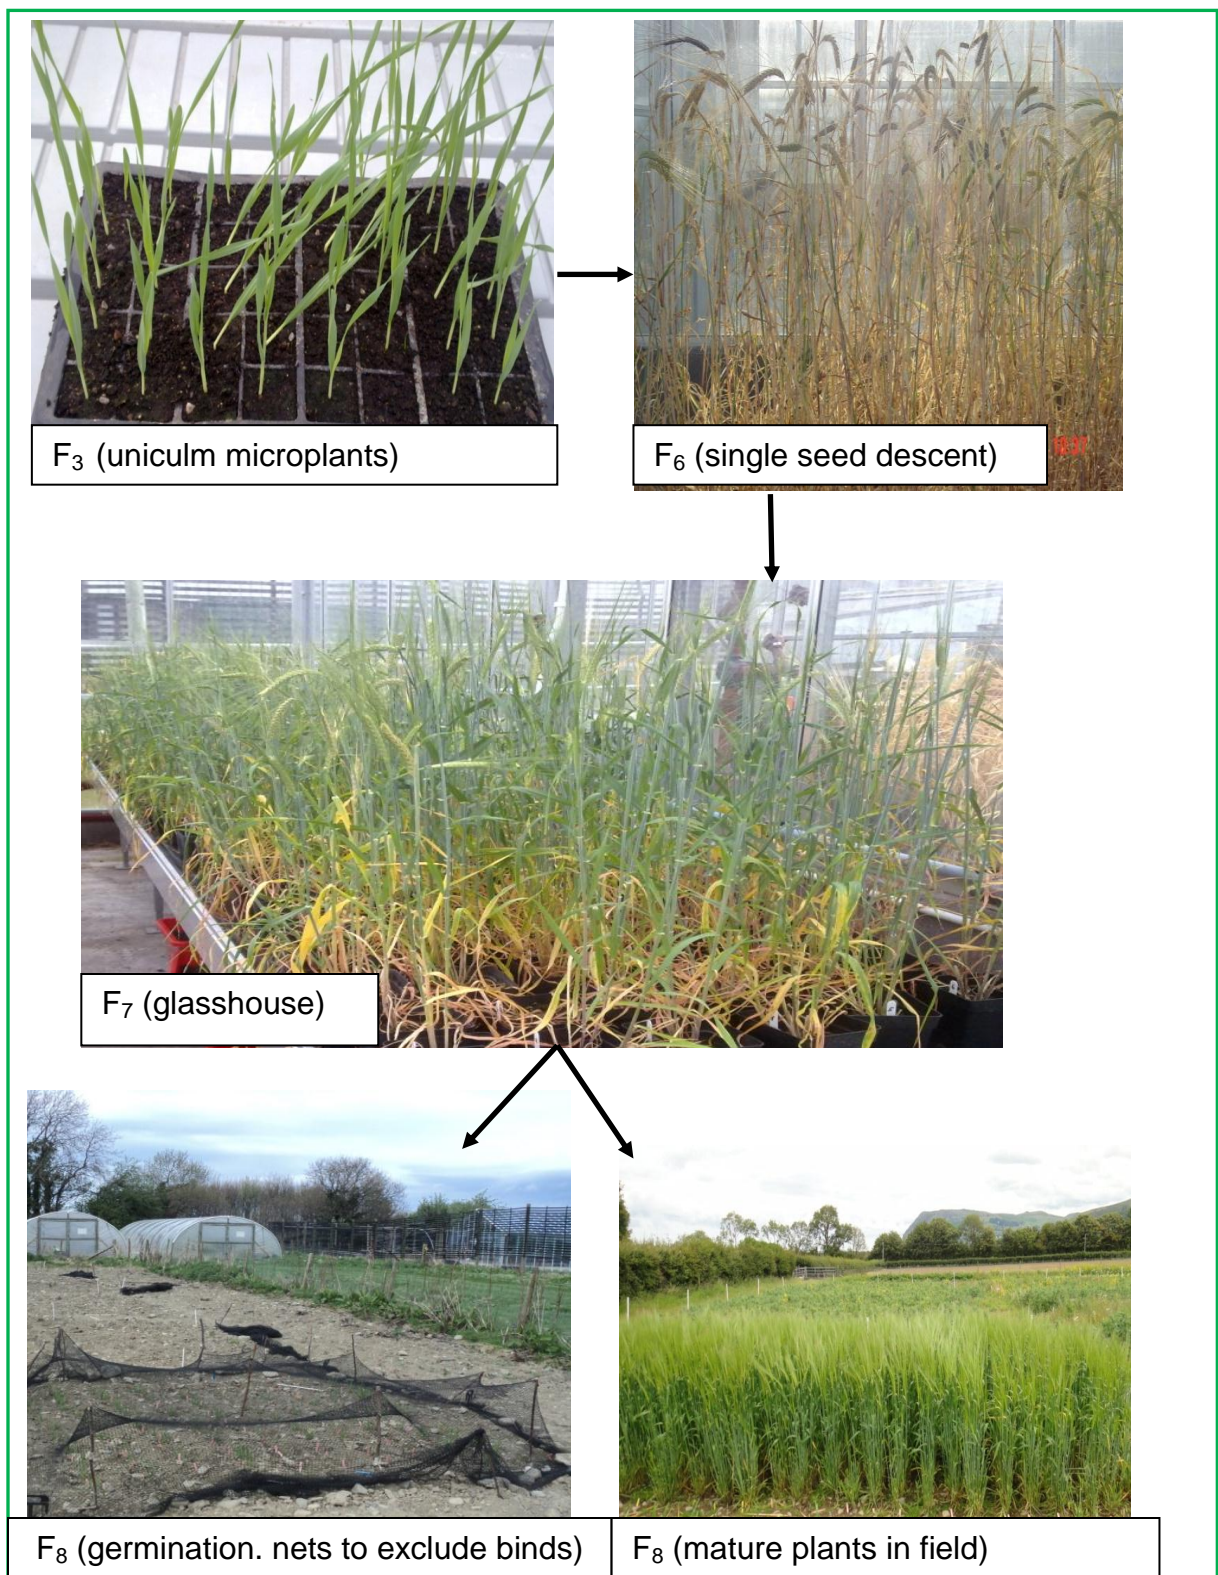 F₃ (uniculm microplants)
F₆ (single seed descent)
F₇ (glasshouse)
F₈ (germination. nets to exclude binds)
F₈ (mature plants in field)